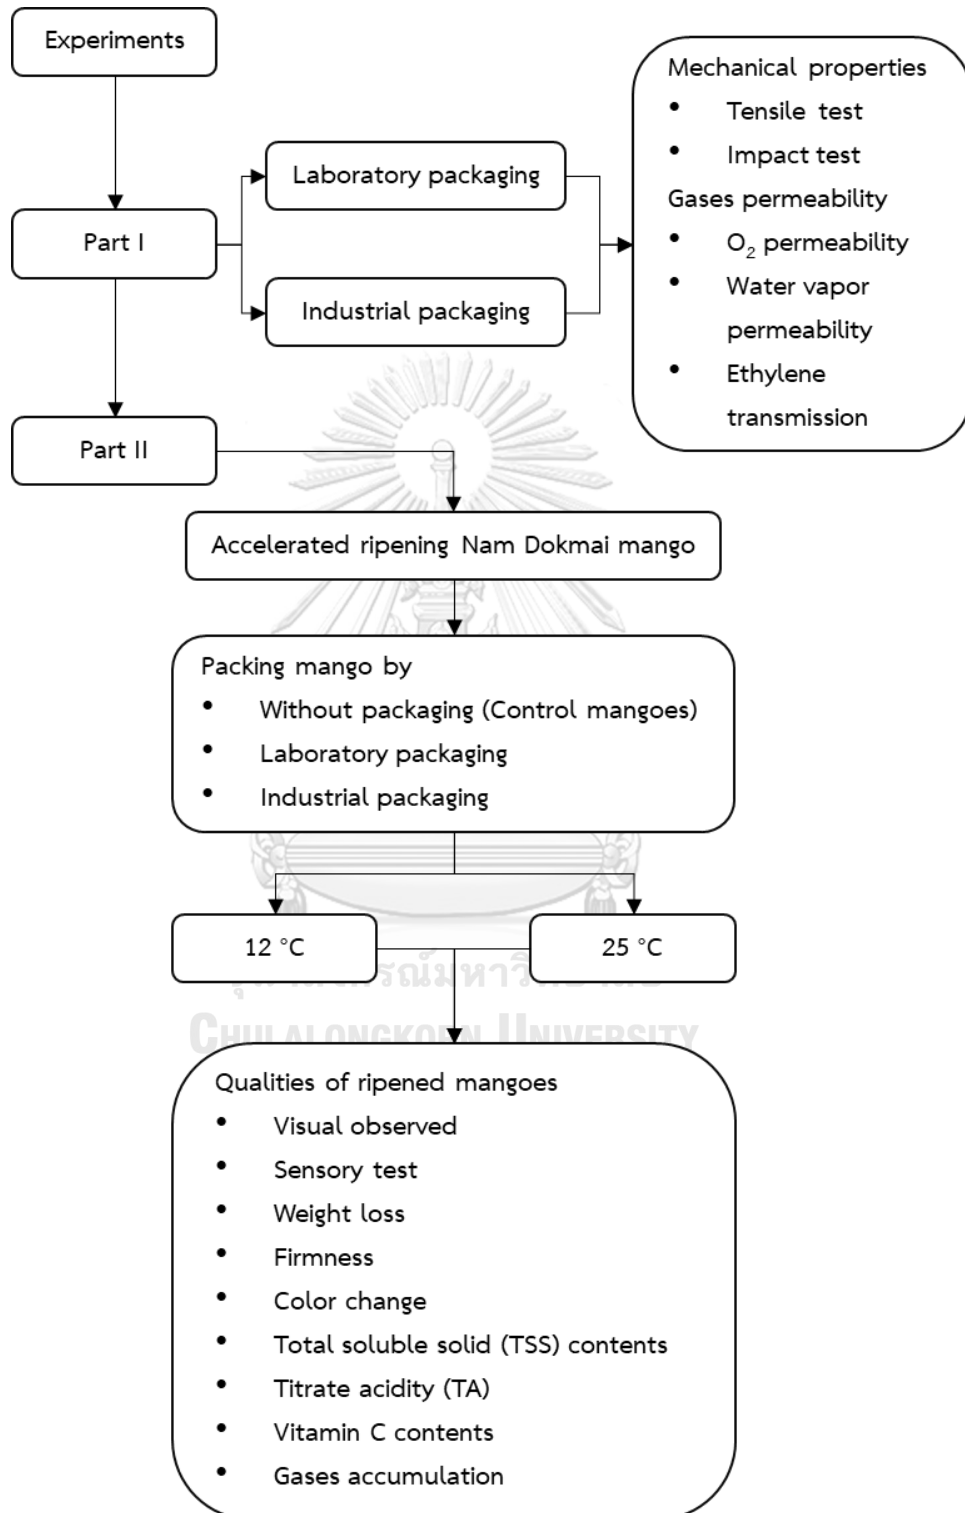 Experiments
Part I
Laboratory packaging
Industrial packaging
Mechanical properties
• Tensile test
• Impact test
Gases permeability
• O₂ permeability
• Water vapor
permeability
• Ethylene
transmission
Part II
Accelerated ripening Nam Dokmai mango
Packing mango by
• Without packaging (Control mangoes)
• Laboratory packaging
• Industrial packaging
12 °C
25 °C
CHULALONGKORN UNIVERSITY
Qualities of ripened mangoes
• Visual observed
• Sensory test
• Weight loss
• Firmness
• Color change
• Total soluble solid (TSS) contents
• Titrate acidity (TA)
• Vitamin C contents
• Gases accumulation